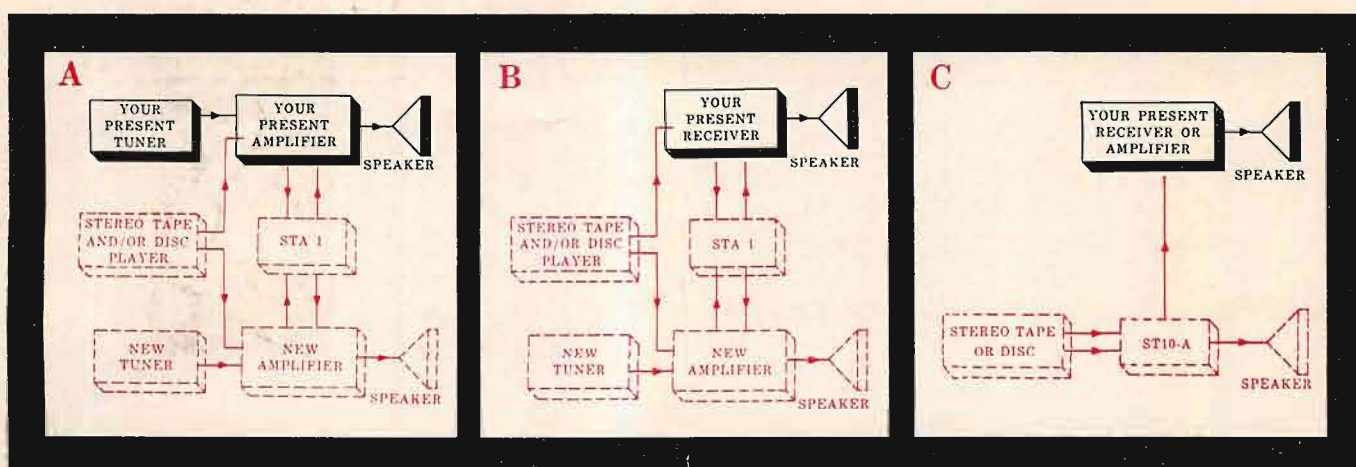 A
YOUR
PRESENT
TUNER
YOUR
PRESENT
AMPLIFIER
SPEAKER
STEREO TAPE
AND/OR DISC
PLAYER
STA 1
NEW
TUNER
NEW
AMPLIFIER
SPEAKER
B
YOUR
PRESENT
RECEIVER
SPEAKER
STEREO TAPE
AND/OR DISC
PLAYER
STA 1
NEW
TUNER
NEW
AMPLIFIER
SPEAKER
C
YOUR PRESENT
RECEIVER OR
AMPLIFIER
SPEAKER
STEREO TAPE
OR DISC
ST10-A
SPEAKER